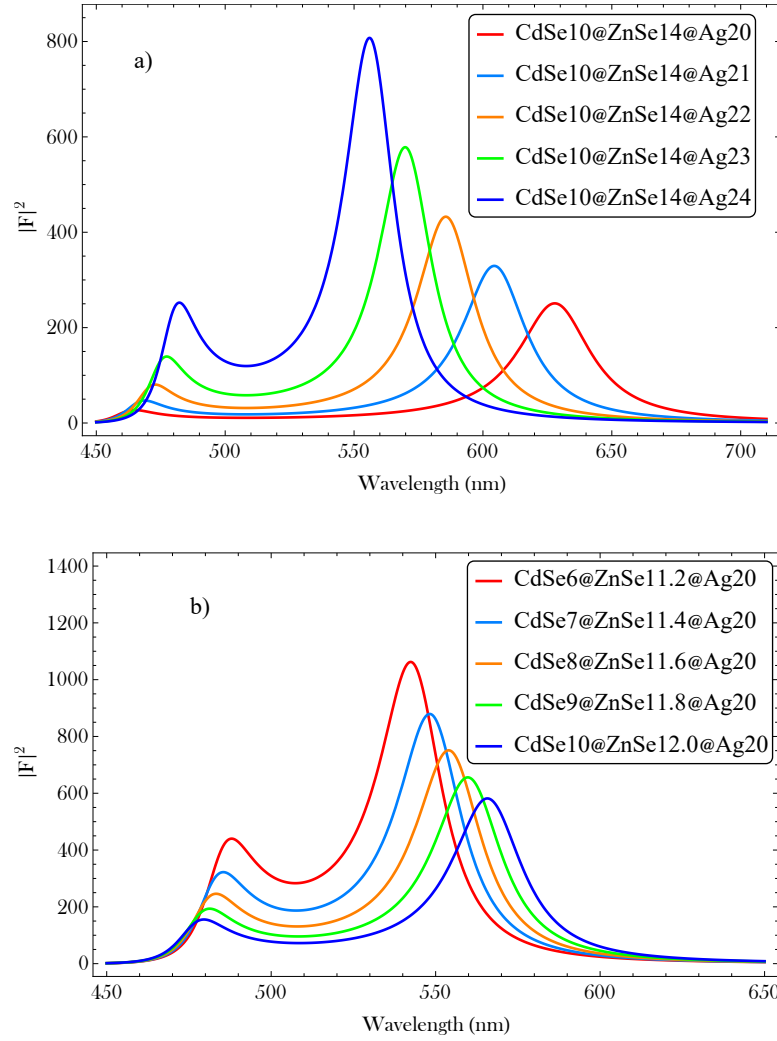 a)
CdSe10@ZnSe14@Ag20
CdSe10@ZnSe14@Ag21
CdSe10@ZnSe14@Ag22
CdSe10@ZnSe14@Ag23
CdSe10@ZnSe14@Ag24
800
600
400
200
0
|F|²
450 500 550 600 650 700
Wavelength (nm)
b)
CdSe6@ZnSe11.2@Ag20
CdSe7@ZnSe11.4@Ag20
CdSe8@ZnSe11.6@Ag20
CdSe9@ZnSe11.8@Ag20
CdSe10@ZnSe12.0@Ag20
1400
1200
1000
800
600
400
200
0
|F|²
450 500 550 600 650
Wavelength (nm)